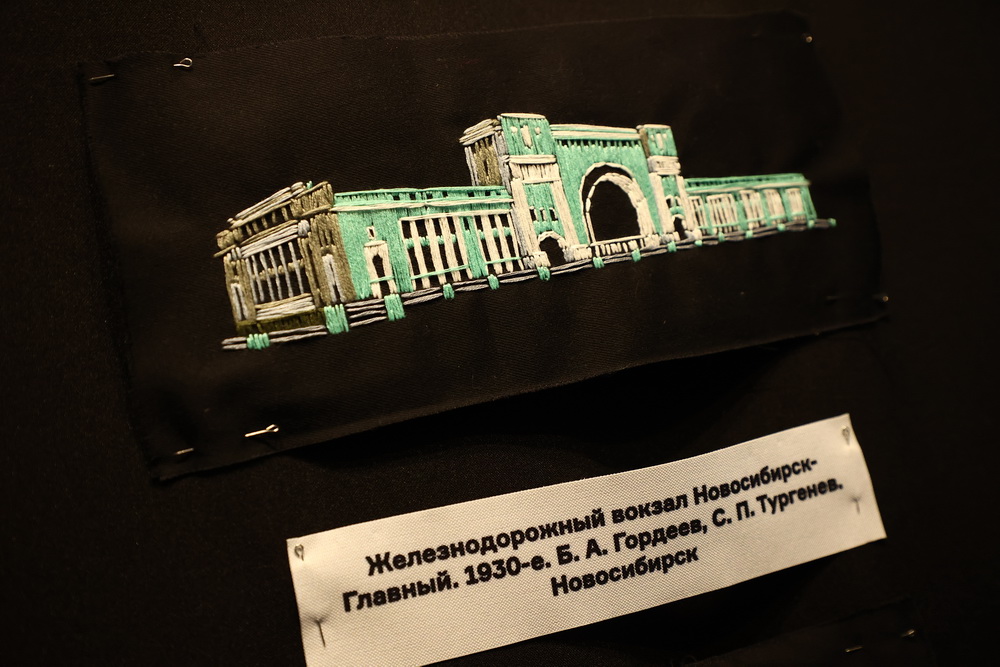 Железнодорожный вокзал Новосибирск-
Главный. 1930-е. Б. А. Гордеев, С. П. Тургенев.
Новосибирск